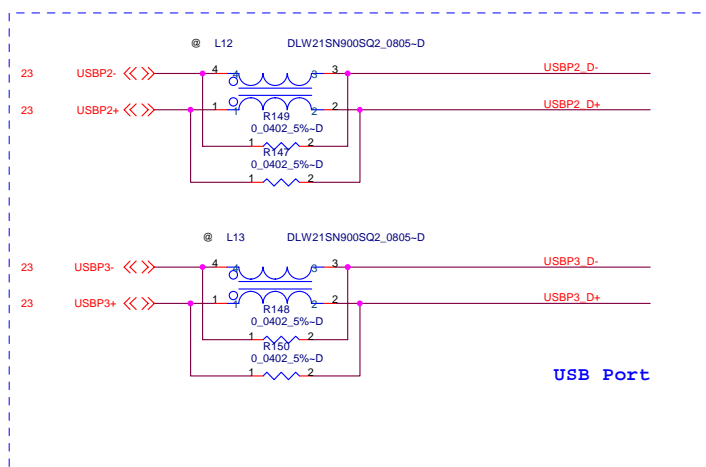 @ L12 DLW21SN900SQ2_0805~D
23 USBP2- 4 4 3 3 USBP2_D-
23 USBP2+ 1 1 2 2 USBP2_D+
R149
0_0402_5%~D
1 2
R147
0_0402_5%~D
1 2
@ L13 DLW21SN900SQ2_0805~D
23 USBP3- 4 4 3 3 USBP3_D-
23 USBP3+ 1 1 2 2 USBP3_D+
R148
0_0402_5%~D
1 2
R150
0_0402_5%~D
1 2
USB Port